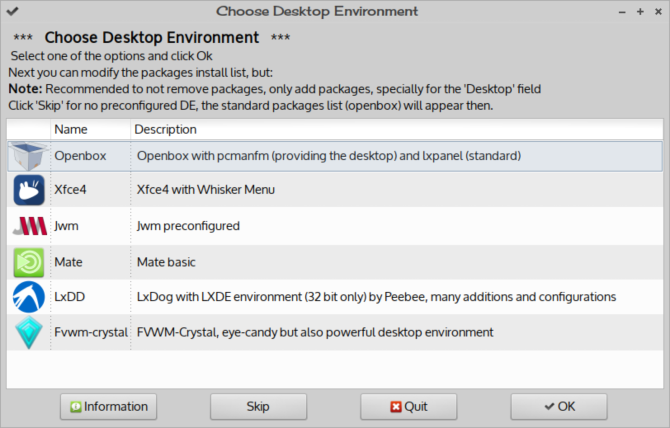 Choose Desktop Environment
*** Choose Desktop Environment ***
Select one of the options and click Ok
Next you can modify the packages install list, but:
Note: Recommended to not remove packages, only add packages, specially for the 'Desktop' field
Click 'Skip' for no preconfigured DE, the standard packages list (openbox) will appear then.
Name Description
Openbox Openbox with pcmanfm (providing the desktop) and lxpanel (standard)
Xfce4 Xfce4 with Whisker Menu
Jwm Jwm preconfigured
Mate Mate basic
LxDD LxDog with LXDE environment (32 bit only) by Peebee, many additions and configurations
Fvwm-crystal FVWM-Crystal, eye-candy but also powerful desktop environment
Information Skip Quit OK